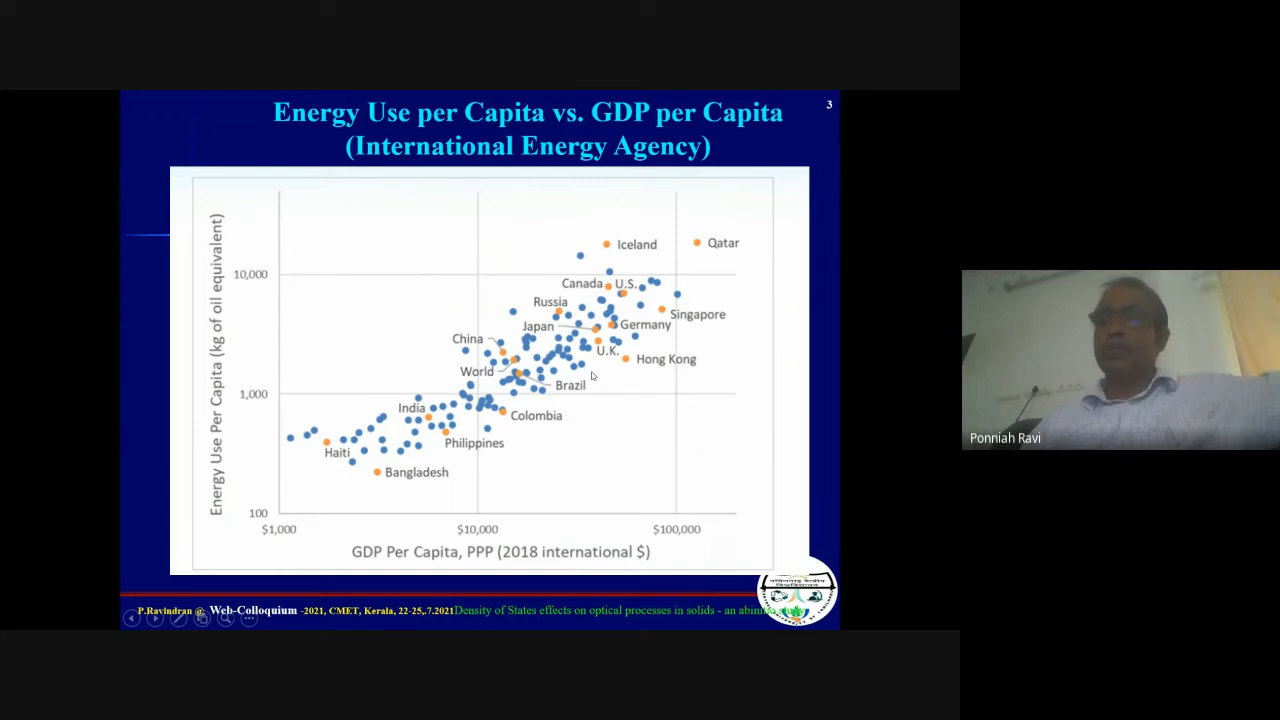 Energy Use per Capita vs. GDP per Capita
(International Energy Agency)
3
Energy Use Per Capita (kg of oil equivalent)
10,000
1,000
100
$1,000
$10,000
$100,000
GDP Per Capita, PPP (2018 international $)
Iceland
Qatar
Canada
U.S.
Russia
Singapore
Japan
Germany
China
U.K.
Hong Kong
World
Brazil
India
Colombia
Philippines
Haiti
Bangladesh
P.Ravindran @ Web-Colloquium -2021, CMET, Kerala, 22-25,.7.2021 Density of States effects on optical processes in solids - an
Ponniah Ravi